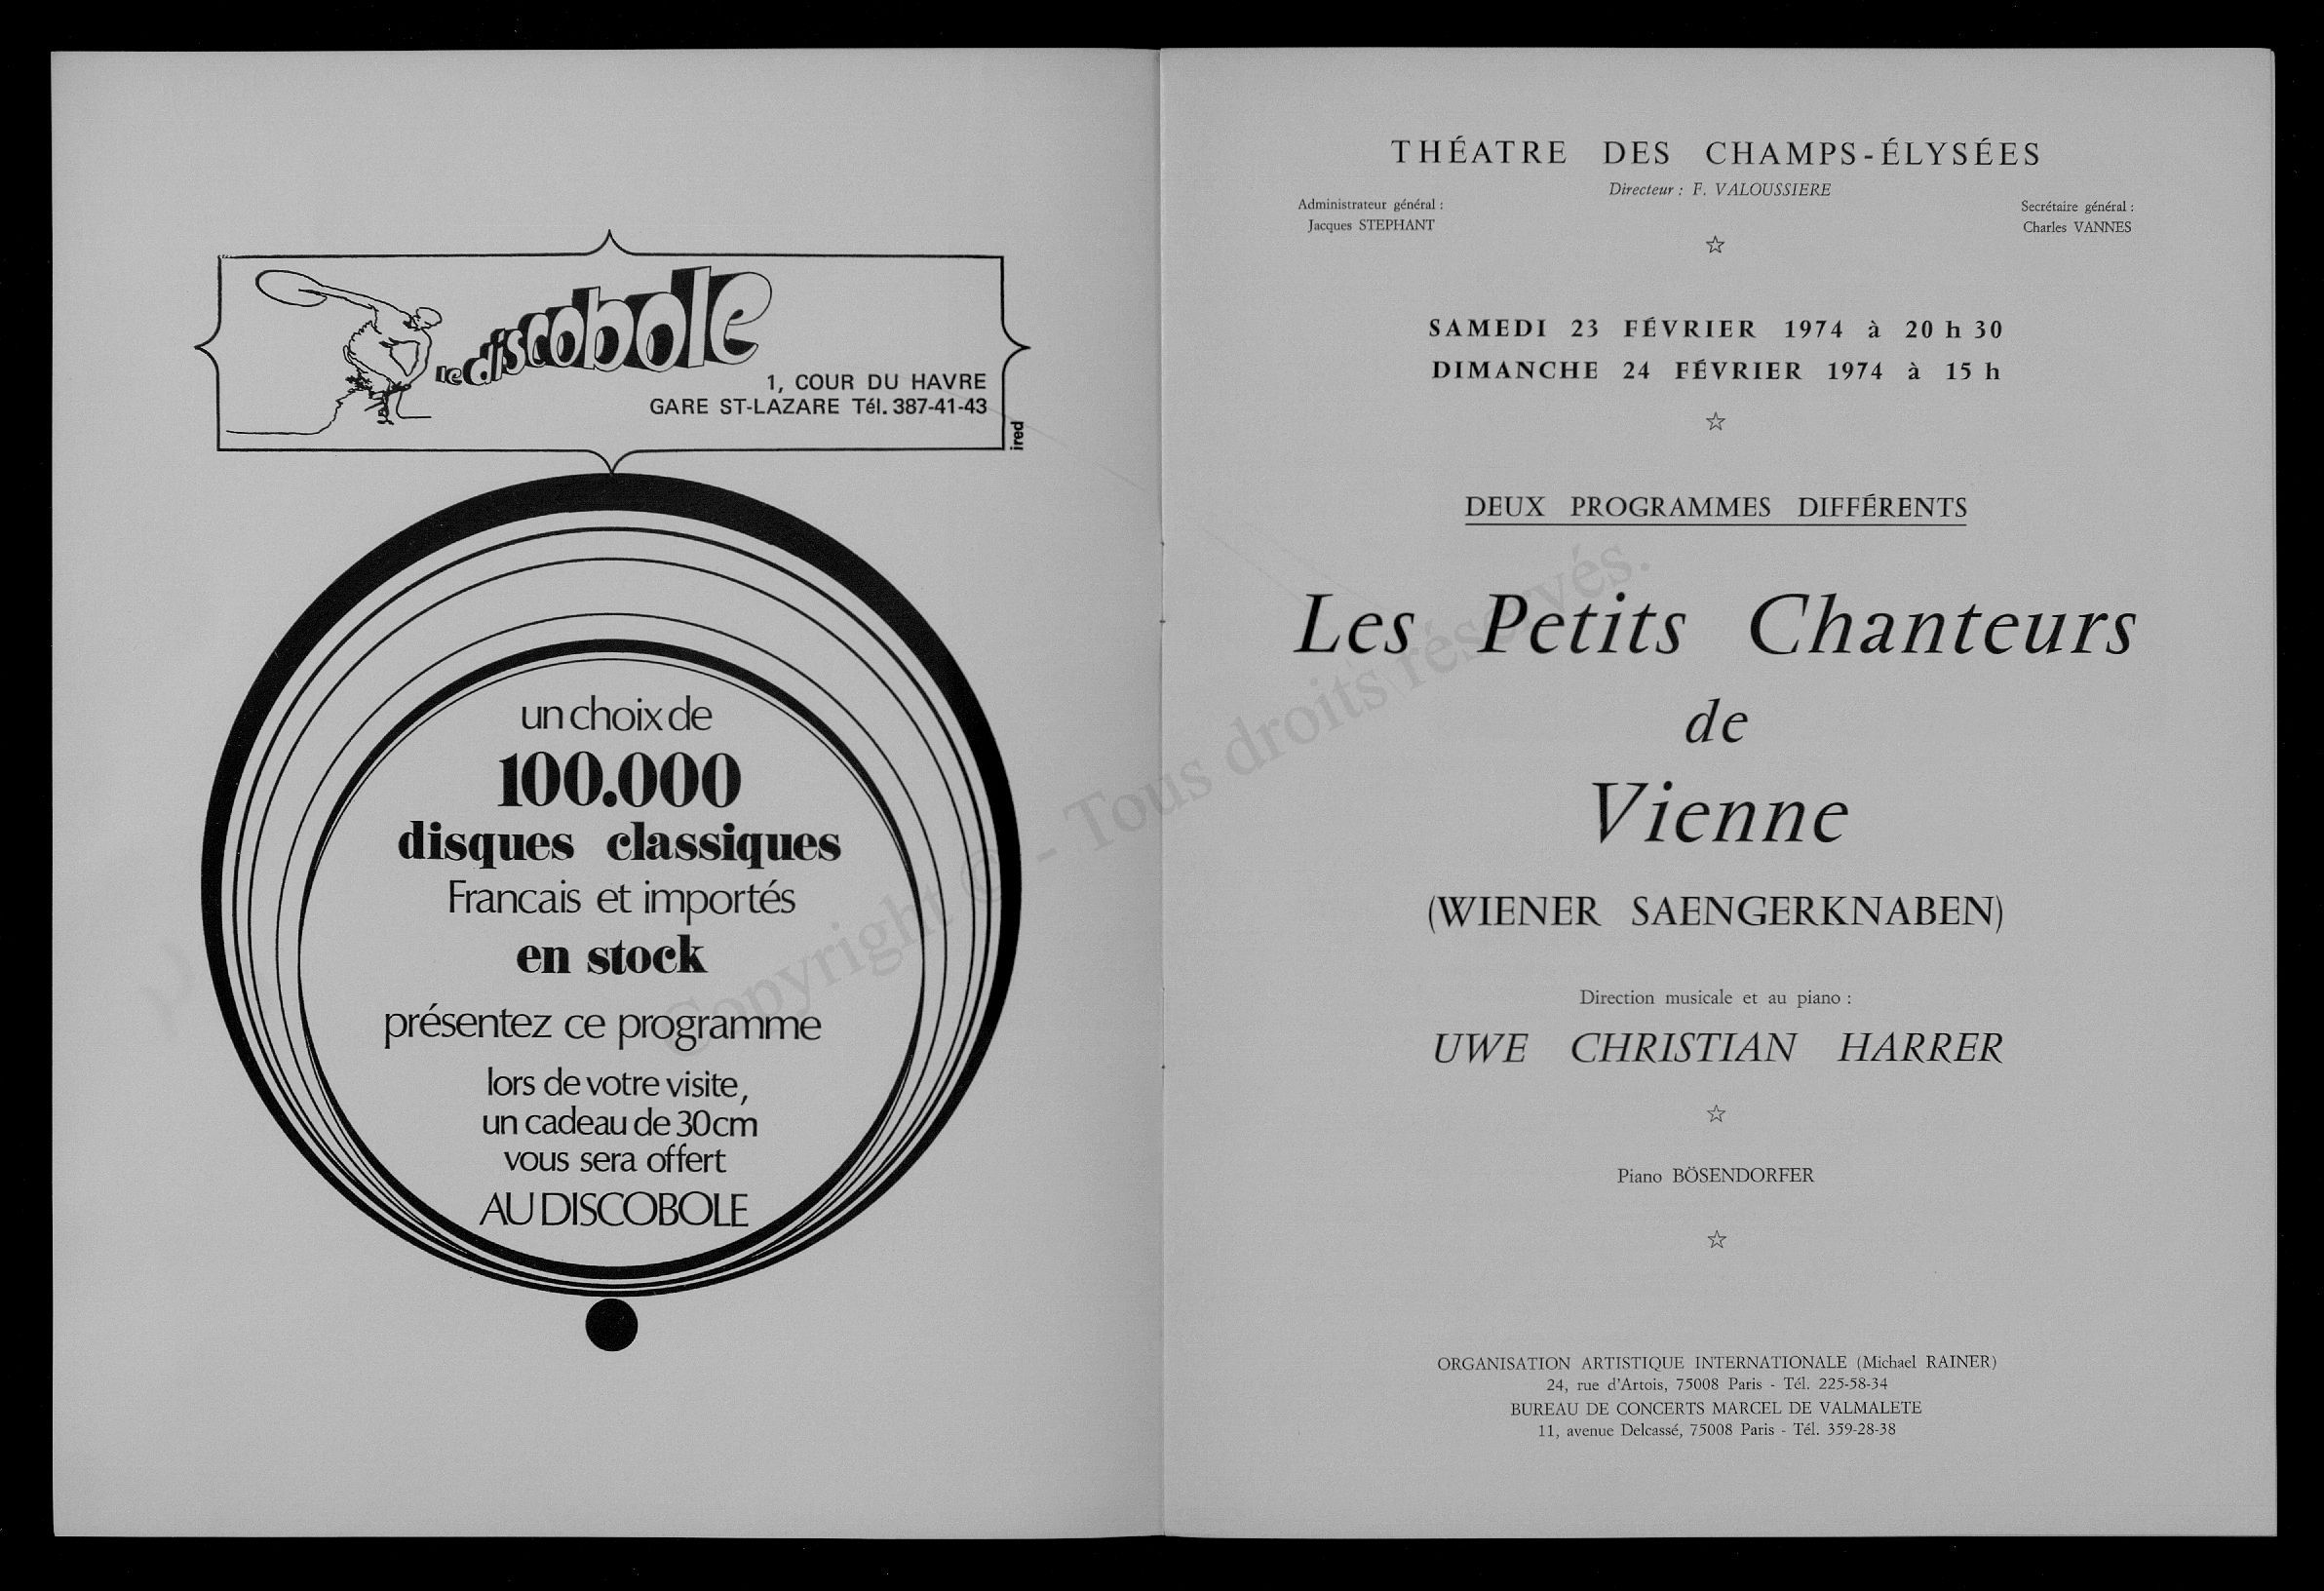 le discobole
1, COUR DU HAVRE
GARE ST-LAZARE Tél. 387-41-43
ired
un choix de
100.000
disques classiques
Francais et importés
en stock
présentez ce programme
lors de votre visite,
un cadeau de 30cm
vous sera offert
AU DISCOBOLE
THÉATRE DES CHAMPS-ÉLYSÉES
Directeur : F. VALOUSSIERE
Administrateur général :
Jacques STEPHANT
Secrétaire général :
Charles VANNES
SAMEDI 23 FÉVRIER 1974 à 20 h 30
DIMANCHE 24 FÉVRIER 1974 à 15 h
DEUX PROGRAMMES DIFFÉRENTS
Les Petits Chanteurs
de
Vienne
(WIENER SAENGERKNABEN)
Direction musicale et au piano :
UWE CHRISTIAN HARRER
Piano BÖSENDORFER
ORGANISATION ARTISTIQUE INTERNATIONALE (Michael RAINER)
24, rue d'Artois, 75008 Paris - Tél. 225-58-34
BUREAU DE CONCERTS MARCEL DE VALMALETE
11, avenue Delcassé, 75008 Paris - Tél. 359-28-38
Copyright © - Tous droits réservés.